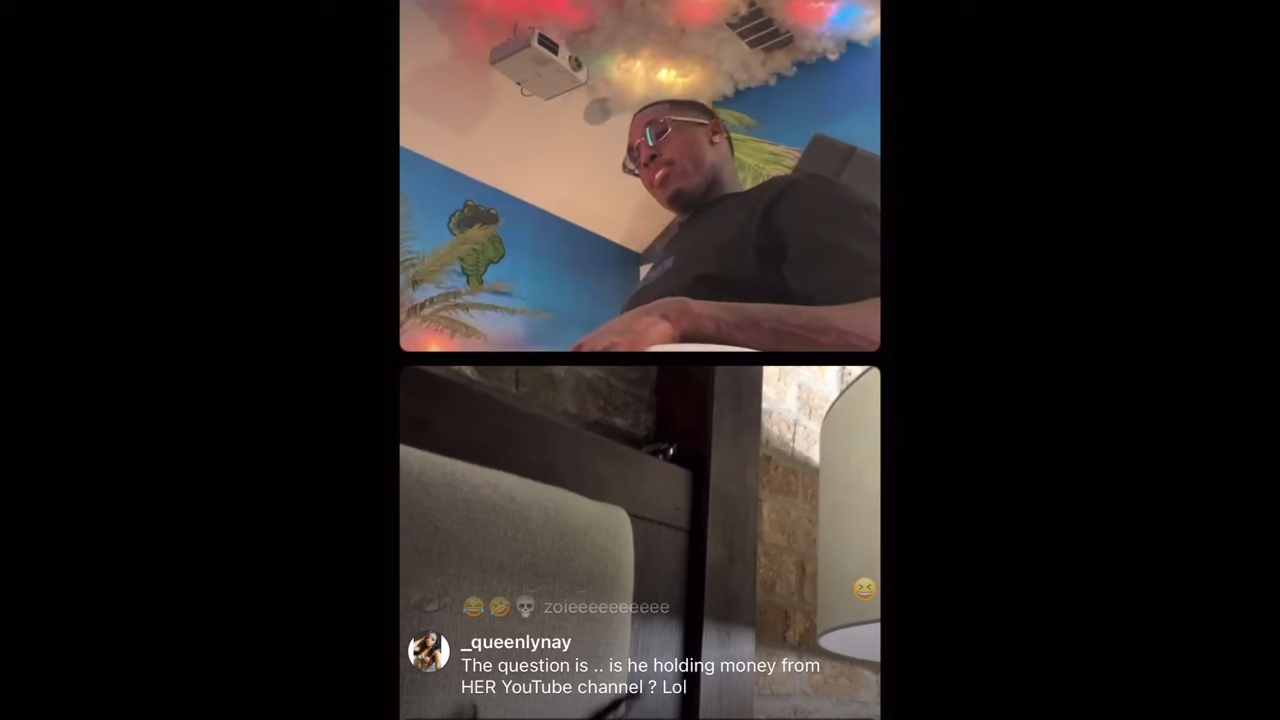 😂🤣💀 zoieeeeeeeeee
_queenlynay
The question is .. is he holding money from
HER YouTube channel ? Lol